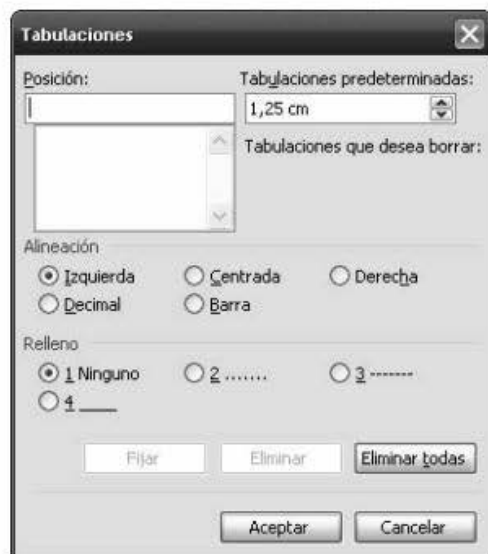 Tabulaciones
Posición: Tabulaciones predeterminadas:
1,25 cm
Tabulaciones que desea borrar:
Alineación
Izquierda Centrada Derecha
Decimal Barra
Relleno
1 Ninguno 2 ....... 3 -------
4 ____
Fijar Eliminar Eliminar todas
Aceptar Cancelar